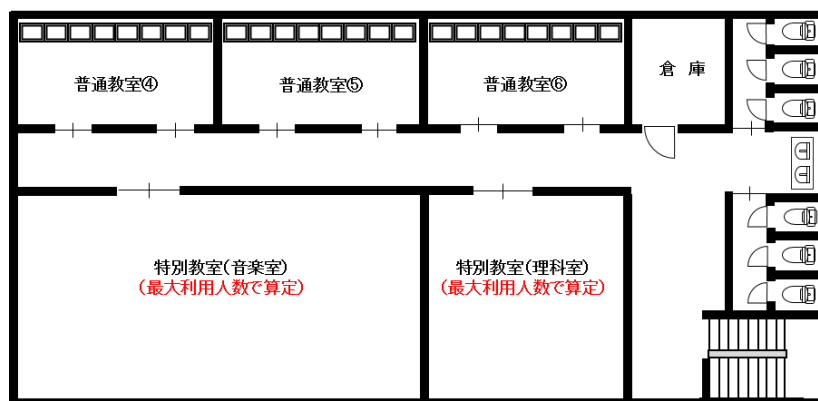 普通教室④
普通教室⑤
普通教室⑥
倉 庫
特別教室(音楽室)
(最大利用人数で算定)
特別教室(理科室)
(最大利用人数で算定)